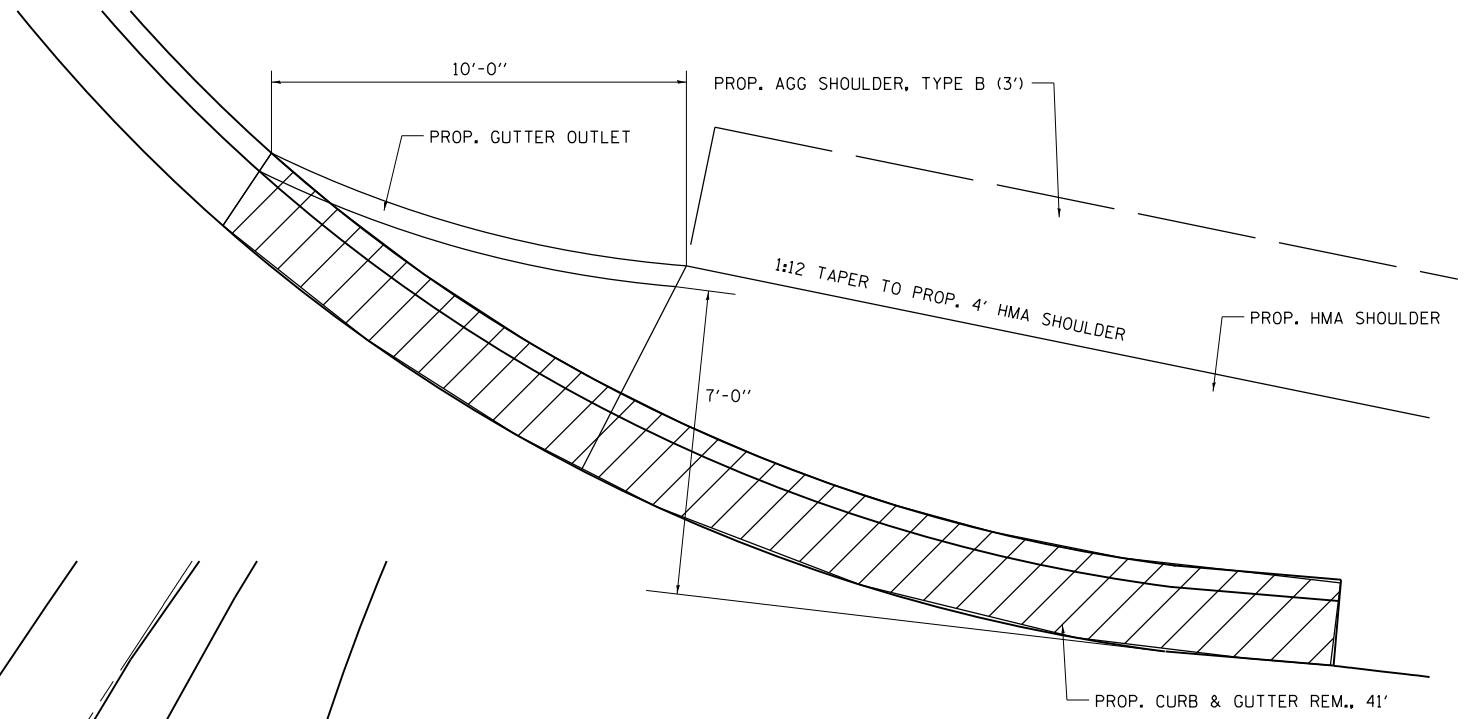 10'-0"
PROP. AGG SHOULDER, TYPE B (3')
PROP. GUTTER OUTLET
1:12 TAPER TO PROP. 4' HMA SHOULDER
PROP. HMA SHOULDER
7'-0"
PROP. CURB & GUTTER REM., 41'